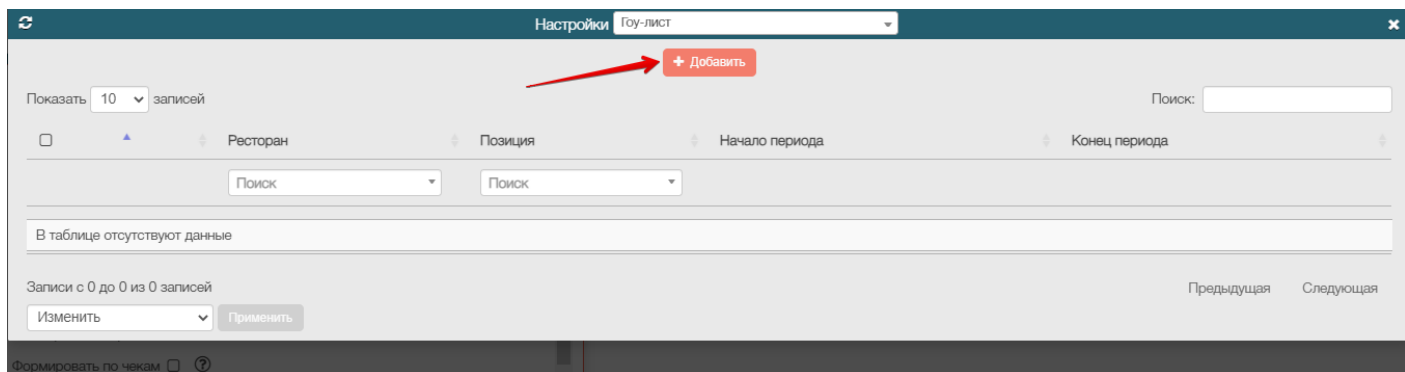 Настройки Гоу-лист
+ Добавить
Показать 10 записей Поиск:
Ресторан Позиция Начало периода Конец периода
Поиск Поиск
В таблице отсутствуют данные
Записи с 0 до 0 из 0 записей
Предыдущая Следующая
Изменить Применить
Формировать по чекам ?